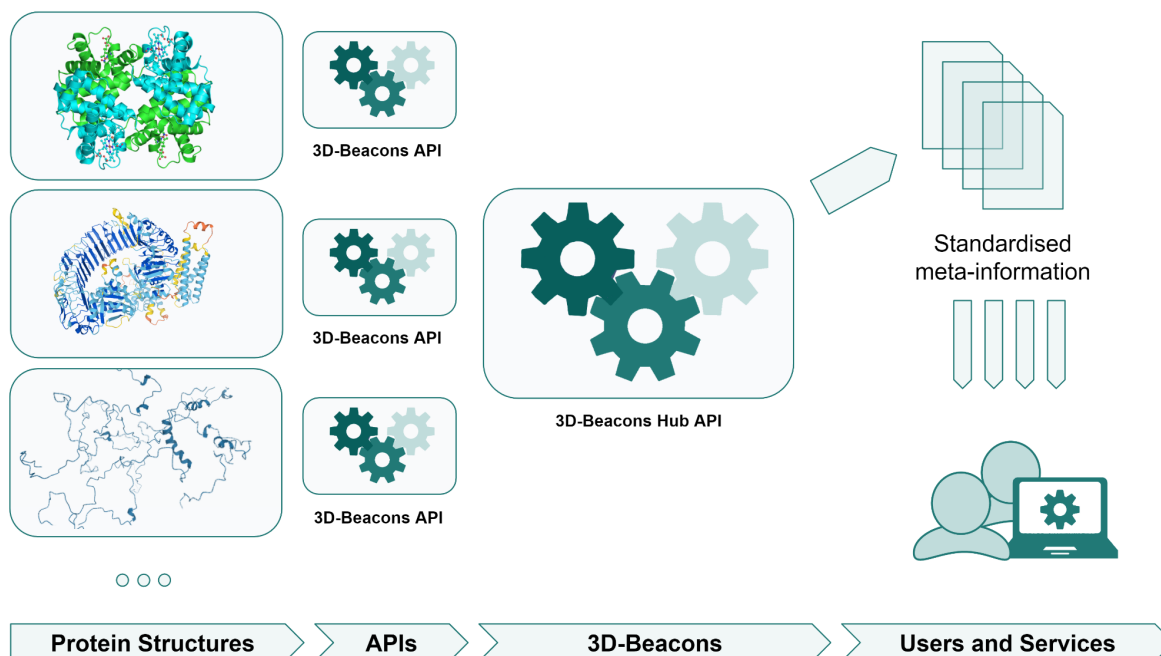 3D-Beacons API
3D-Beacons API
3D-Beacons API
3D-Beacons Hub API
Standardised
meta-information
Protein Structures
APIs
3D-Beacons
Users and Services